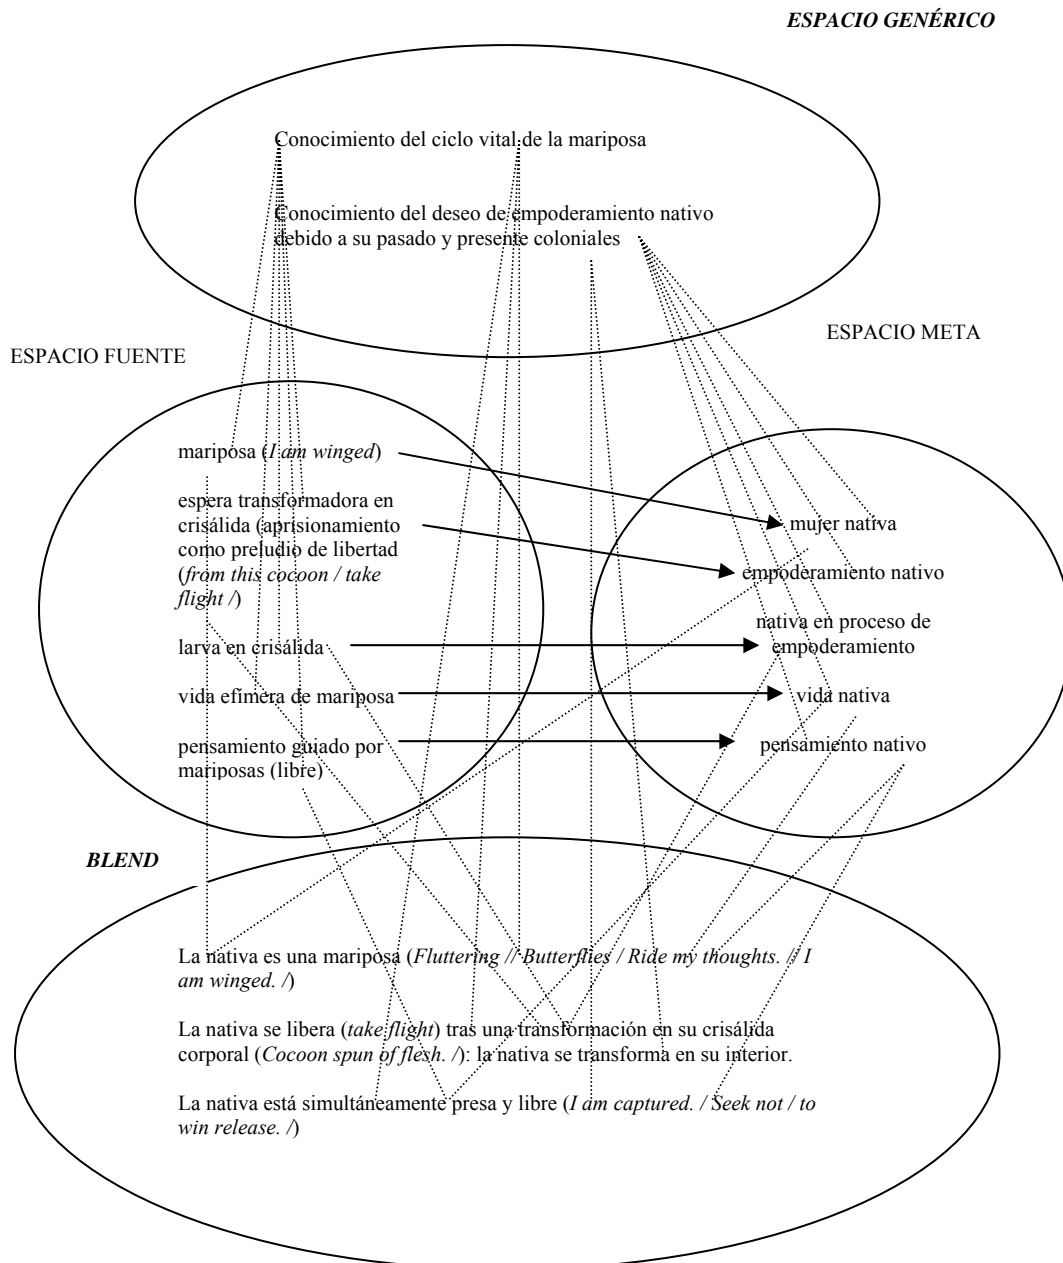 ESPACIO GENÉRICO
Conocimiento del ciclo vital de la mariposa
Conocimiento del deseo de empoderamiento nativo
debido a su pasado y presente coloniales
ESPACIO META
ESPACIO FUENTE
mariposa (I am winged)
espera transformadora en
crisálida (aprisionamiento
como preludio de libertad
(from this cocoon / take
flight /)
larva en crisálida
vida efímera de mariposa
pensamiento guiado por
mariposas (libre)
mujer nativa
empoderamiento nativo
nativa en proceso de
empoderamiento
vida nativa
pensamiento nativo
BLEND
La nativa es una mariposa (Fluttering // Butterflies / Ride my thoughts. // I
am winged. /)
La nativa se libera (take flight) tras una transformación en su crisálida
corporal (Cocoon spun of flesh. /): la nativa se transforma en su interior.
La nativa está simultáneamente presa y libre (I am captured. / Seek not / to
win release. /)